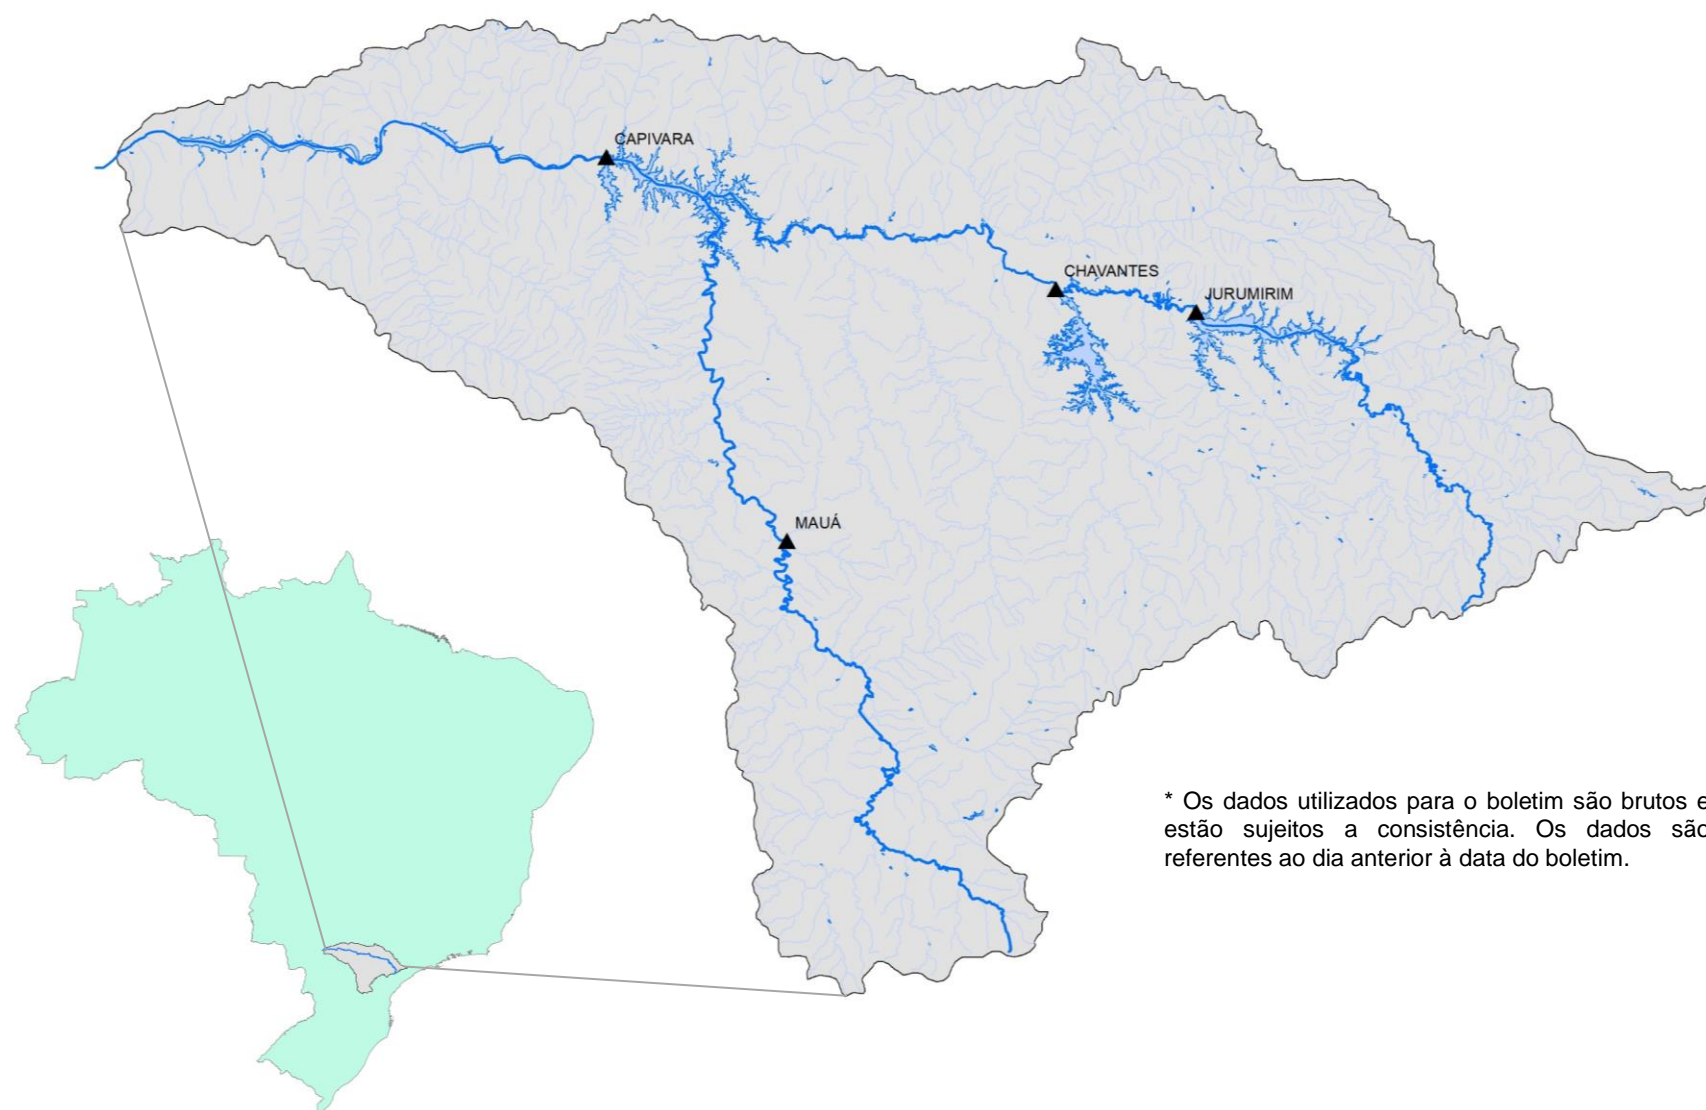 CAPIVARA
CHAVANTES
JURUMIRIM
MAUÁ
* Os dados utilizados para o boletim são brutos e
estão sujeitos a consistência. Os dados são
referentes ao dia anterior à data do boletim.